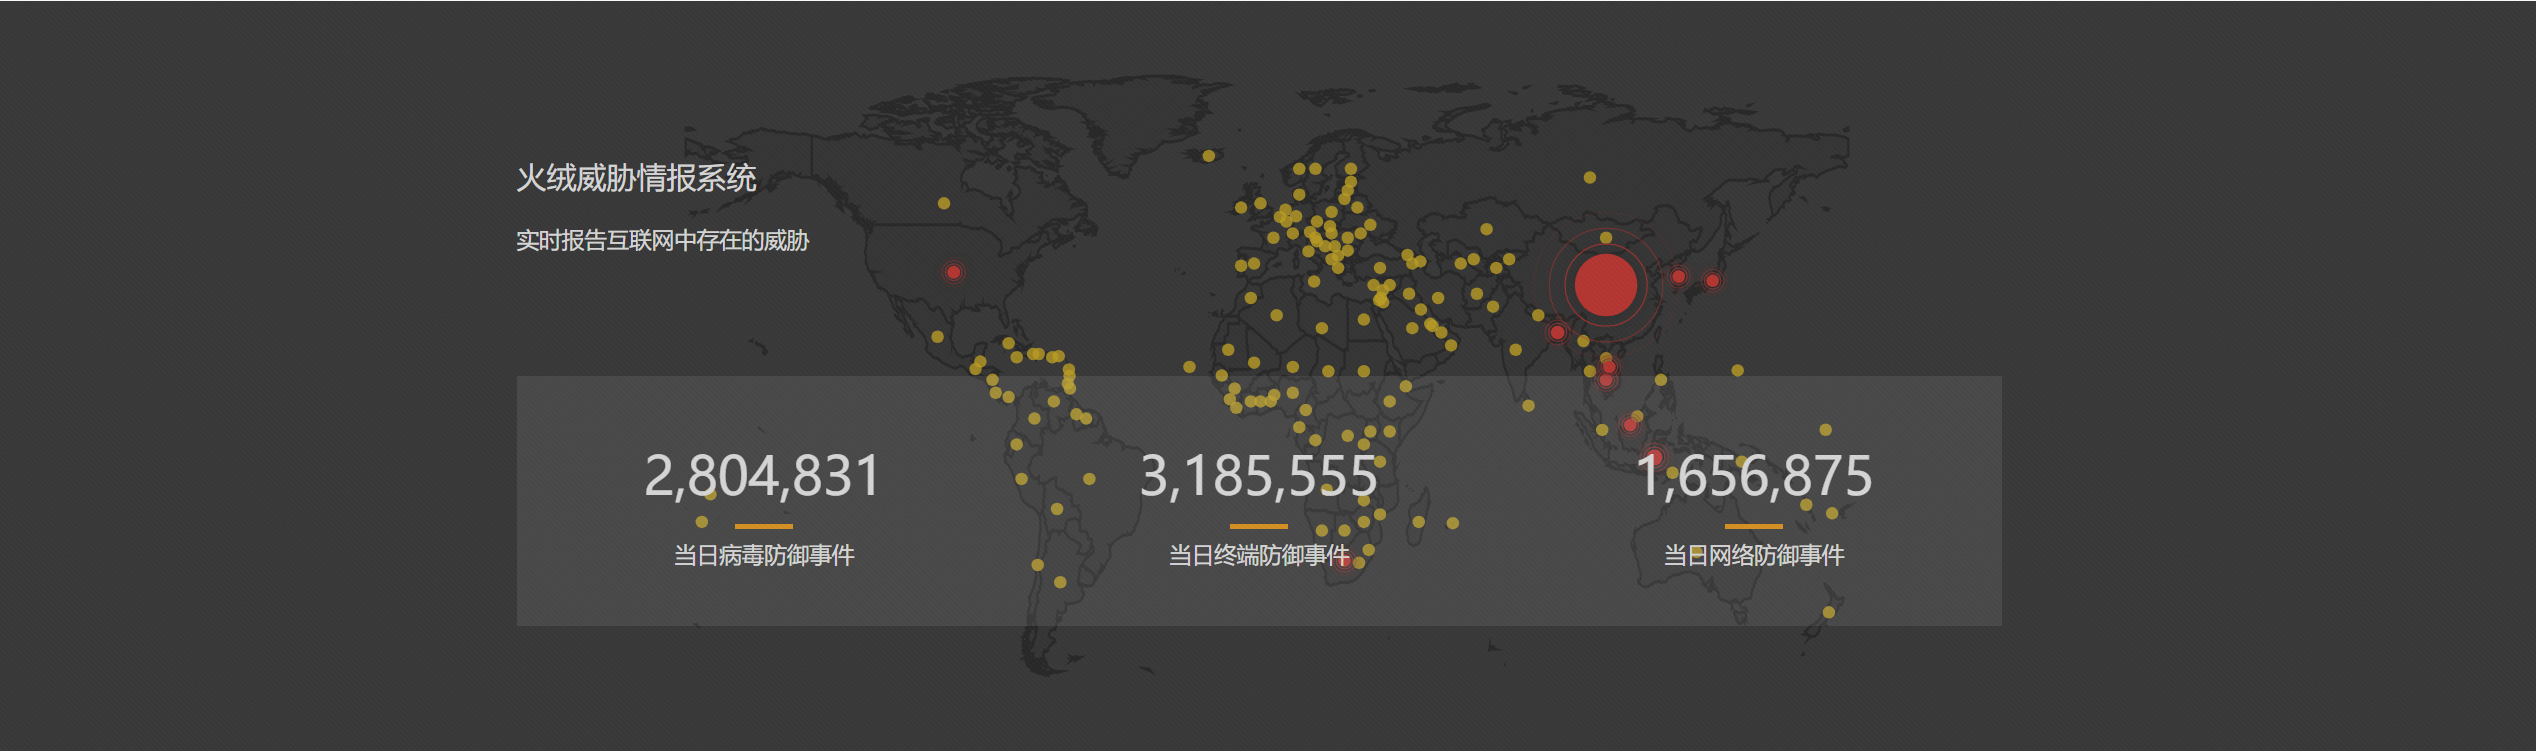 火绒威胁情报系统
实时报告互联网中存在的威胁
2,804,831
当日病毒防御事件
3,185,555
当日终端防御事件
1,656,875
当日网络防御事件